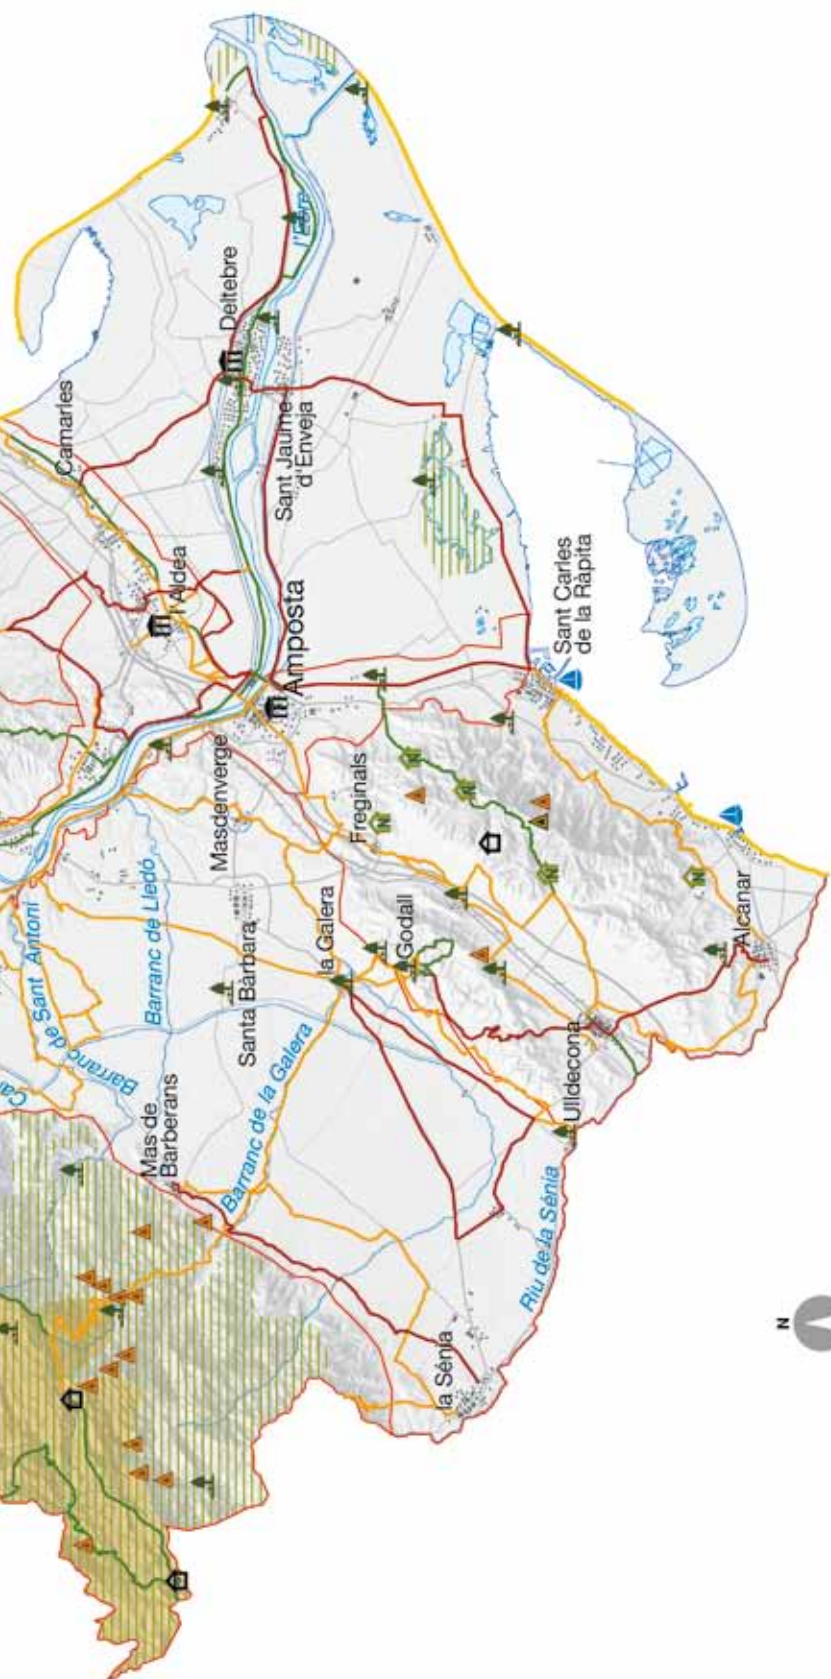 Camarles
Deltebre
l'Ebre
l'Aldea
Sant Jaume
d'Enveja
Amposta
Sant Carles
de la Ràpita
Masdenverge
Freginals
Barranc de Lledó
Santa Bàrbara
la Galera
Godall
Alcanar
Barranc de Sant Antoni
Mas de
Barberans
Barranc de la Galera
Ulldecona
Riu de la Sénia
la Sénia
N